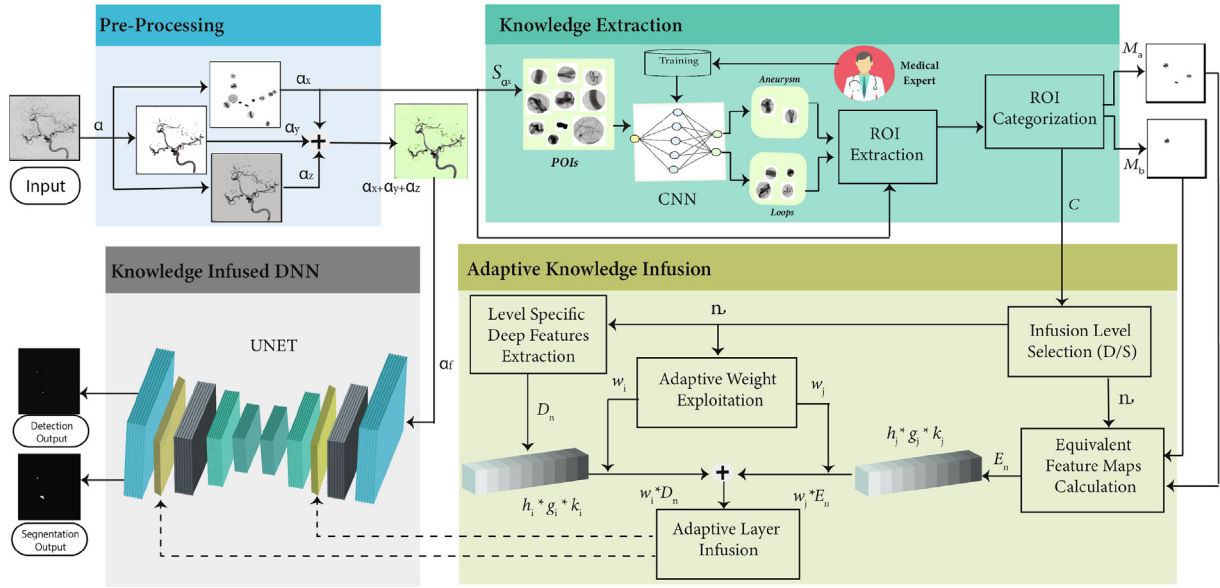 Pre-Processing
Input
α
αx
αy
αz
+
αx+αy+αz
αf
Knowledge Extraction
Sαx
POIs
Training
CNN
Medical
Expert
Aneurysm
Loops
ROI
Extraction
ROI
Categorization
Ma
Mb
C
Knowledge Infused DNN
UNET
Detection
Output
Segnentation
Output
Adaptive Knowledge Infusion
Level Specific
Deep Features
Extraction
Dn
hi* gi* ki
Adaptive Weight
Exploitation
wi
wj
wi*Dn
+
wj*En
Adaptive Layer
Infusion
Infusion Level
Selection (D/S)
Equivalent
Feature Maps
Calculation
En
hj* gj* kj